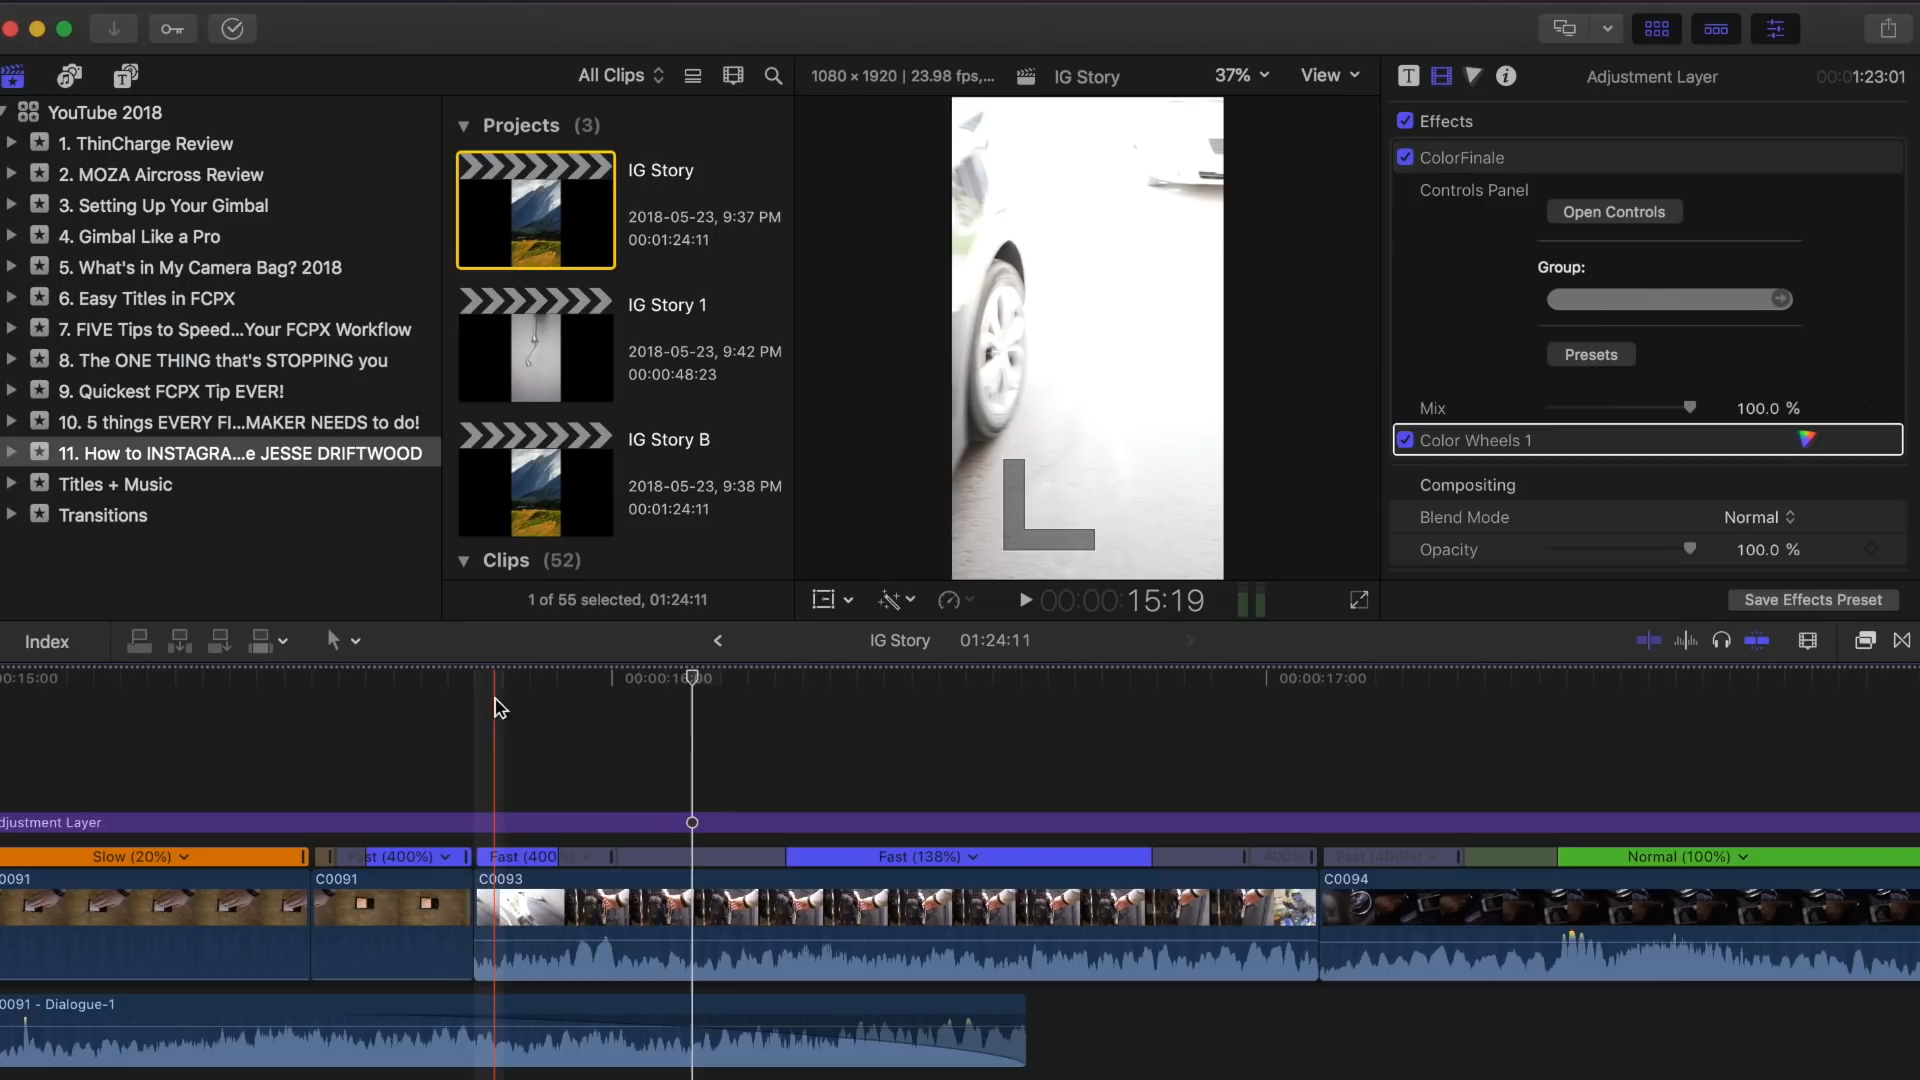 All Clips
1080 × 1920 | 23.98 fps,...
IG Story
37%
View
Adjustment Layer
00:01:23:01
YouTube 2018
1. ThinCharge Review
2. MOZA Aircross Review
3. Setting Up Your Gimbal
4. Gimbal Like a Pro
5. What's in My Camera Bag? 2018
6. Easy Titles in FCPX
7. FIVE Tips to Speed...Your FCPX Workflow
8. The ONE THING that's STOPPING you
9. Quickest FCPX Tip EVER!
10. 5 things EVERY FI...MAKER NEEDS to do!
11. How to INSTAGRA...e JESSE DRIFTWOOD
Titles + Music
Transitions
Projects (3)
IG Story
2018-05-23, 9:37 PM
00:01:24:11
IG Story 1
2018-05-23, 9:42 PM
00:00:48:23
IG Story B
2018-05-23, 9:38 PM
00:01:24:11
Clips (52)
1 of 55 selected, 01:24:11
00:00:15:19
Effects
ColorFinale
Controls Panel
Open Controls
Group:
Presets
Mix 100.0 %
Color Wheels 1
Compositing
Blend Mode Normal
Opacity 100.0 %
Save Effects Preset
Index
IG Story 01:24:11
00:15:00
00:00:16:00
00:00:17:00
djustment Layer
Slow (20%)
Fast (400%)
Fast (400
Fast (138%)
400%)
Fast (400%)
Normal (100%)
0091
C0091
C0093
C0094
0091 - Dialogue-1